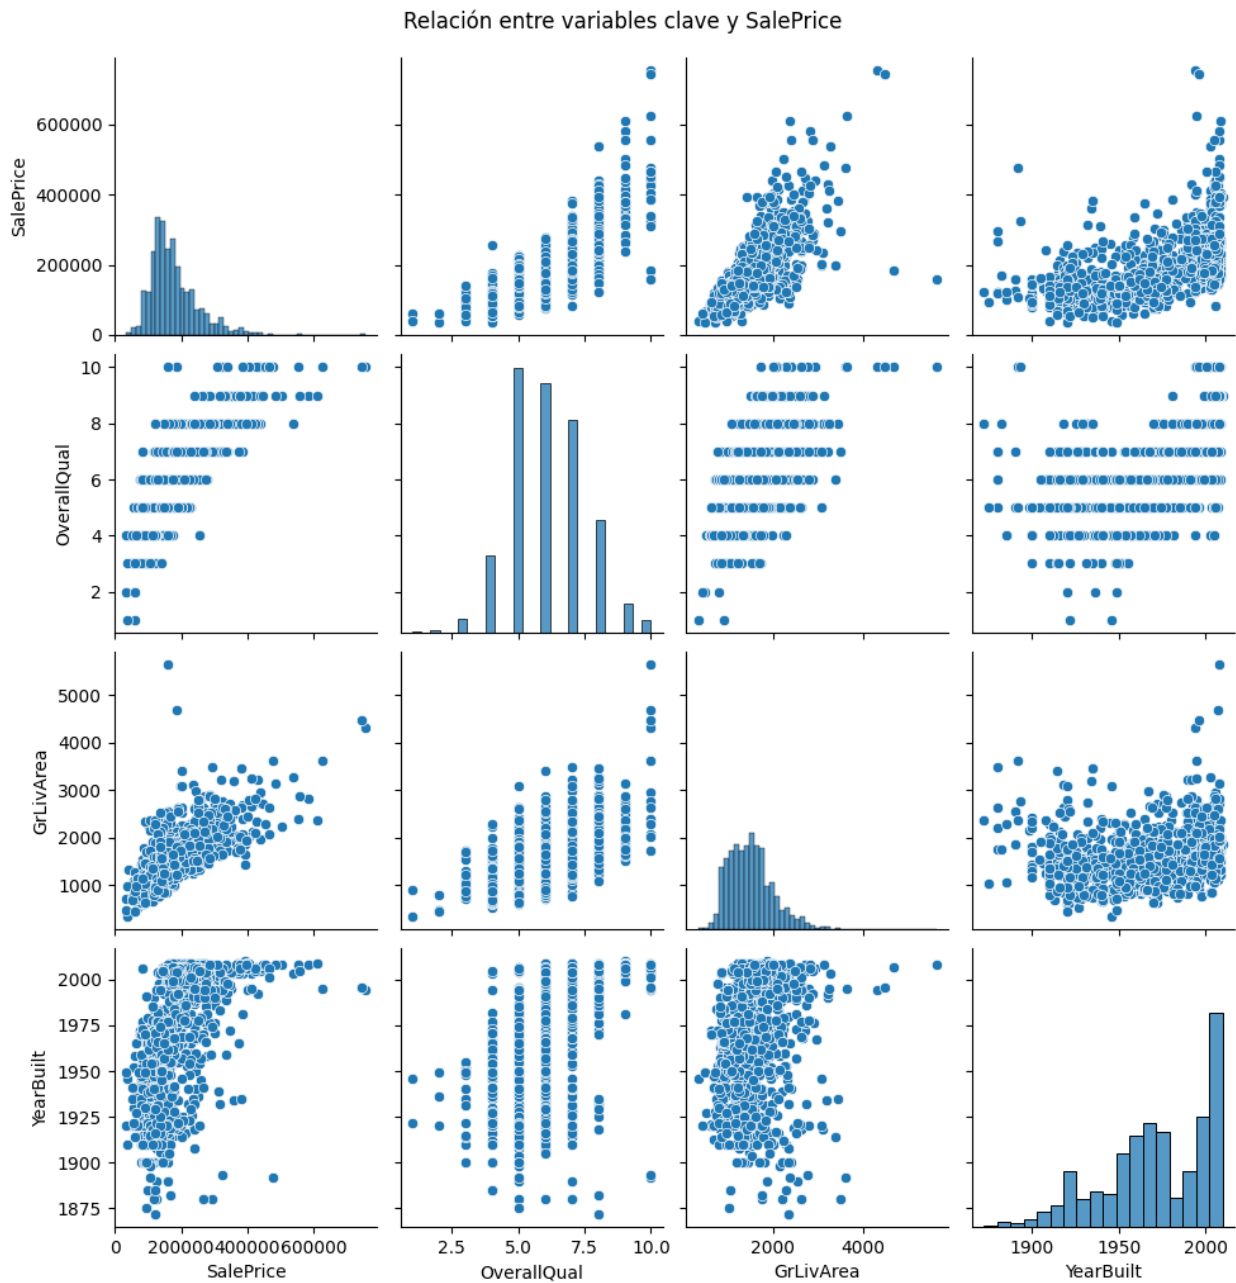 Relación entre variables clave y SalePrice
SalePrice
600000
400000
200000
0
OverallQual
10
8
6
4
2
GrLivArea
5000
4000
3000
2000
1000
YearBuilt
2000
1975
1950
1925
1900
1875
0 200000 400000 600000 2.5 5.0 7.5 10.0 2000 4000 1900 1950 2000
SalePrice OverallQual GrLivArea YearBuilt